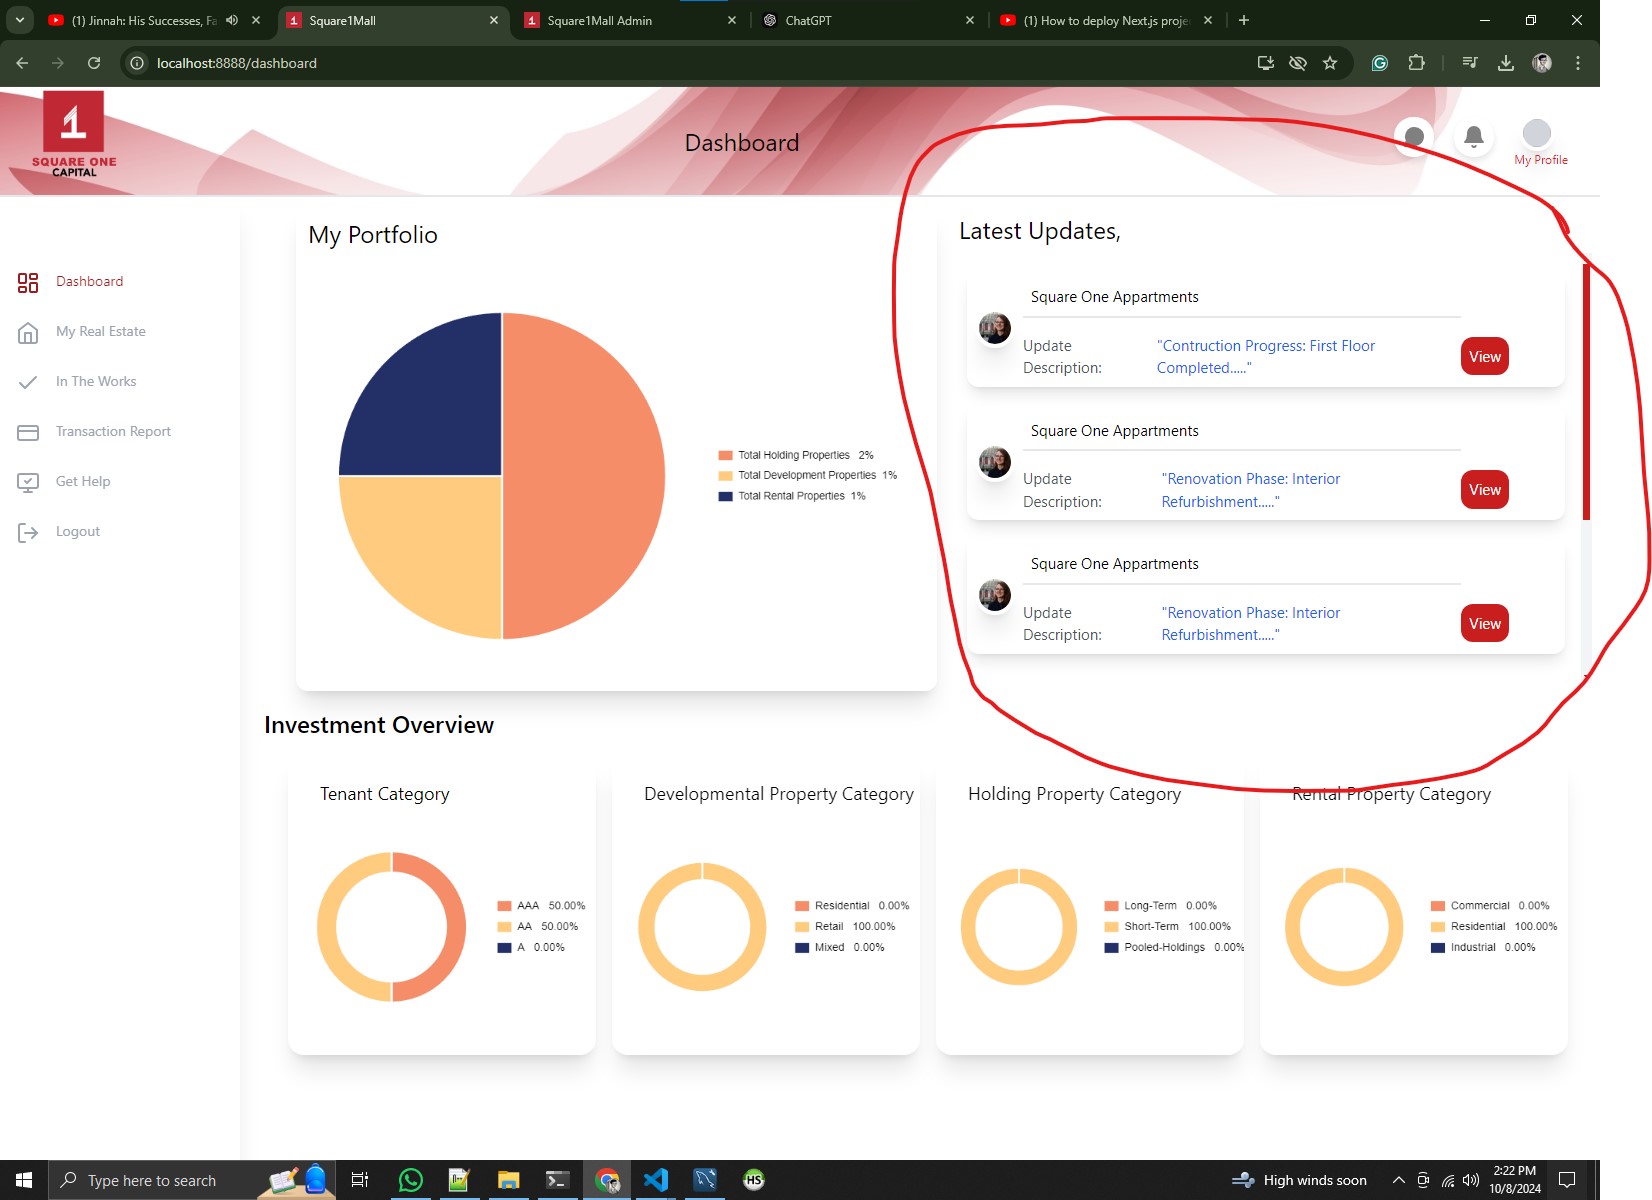 (1) Jinnah: His Successes, Fa
Square1Mall
Square1Mall Admin
ChatGPT
(1) How to deploy Next.js proje
localhost:8888/dashboard
1
SQUARE ONE
CAPITAL
Dashboard
My Profile
Dashboard
My Real Estate
In The Works
Transaction Report
Get Help
Logout
My Portfolio
Total Holding Properties 2%
Total Development Properties 1%
Total Rental Properties 1%
Latest Updates,
Square One Appartments
Update
Description:
"Contruction Progress: First Floor
Completed....."
View
Square One Appartments
Update
Description:
"Renovation Phase: Interior
Refurbishment....."
View
Square One Appartments
Update
Description:
"Renovation Phase: Interior
Refurbishment....."
View
Investment Overview
Tenant Category
AAA 50.00%
AA 50.00%
A 0.00%
Developmental Property Category
Residential 0.00%
Retail 100.00%
Mixed 0.00%
Holding Property Category
Long-Term 0.00%
Short-Term 100.00%
Pooled-Holdings 0.00%
Rental Property Category
Commercial 0.00%
Residential 100.00%
Industrial 0.00%
Type here to search
HS
High winds soon
2:22 PM
10/8/2024